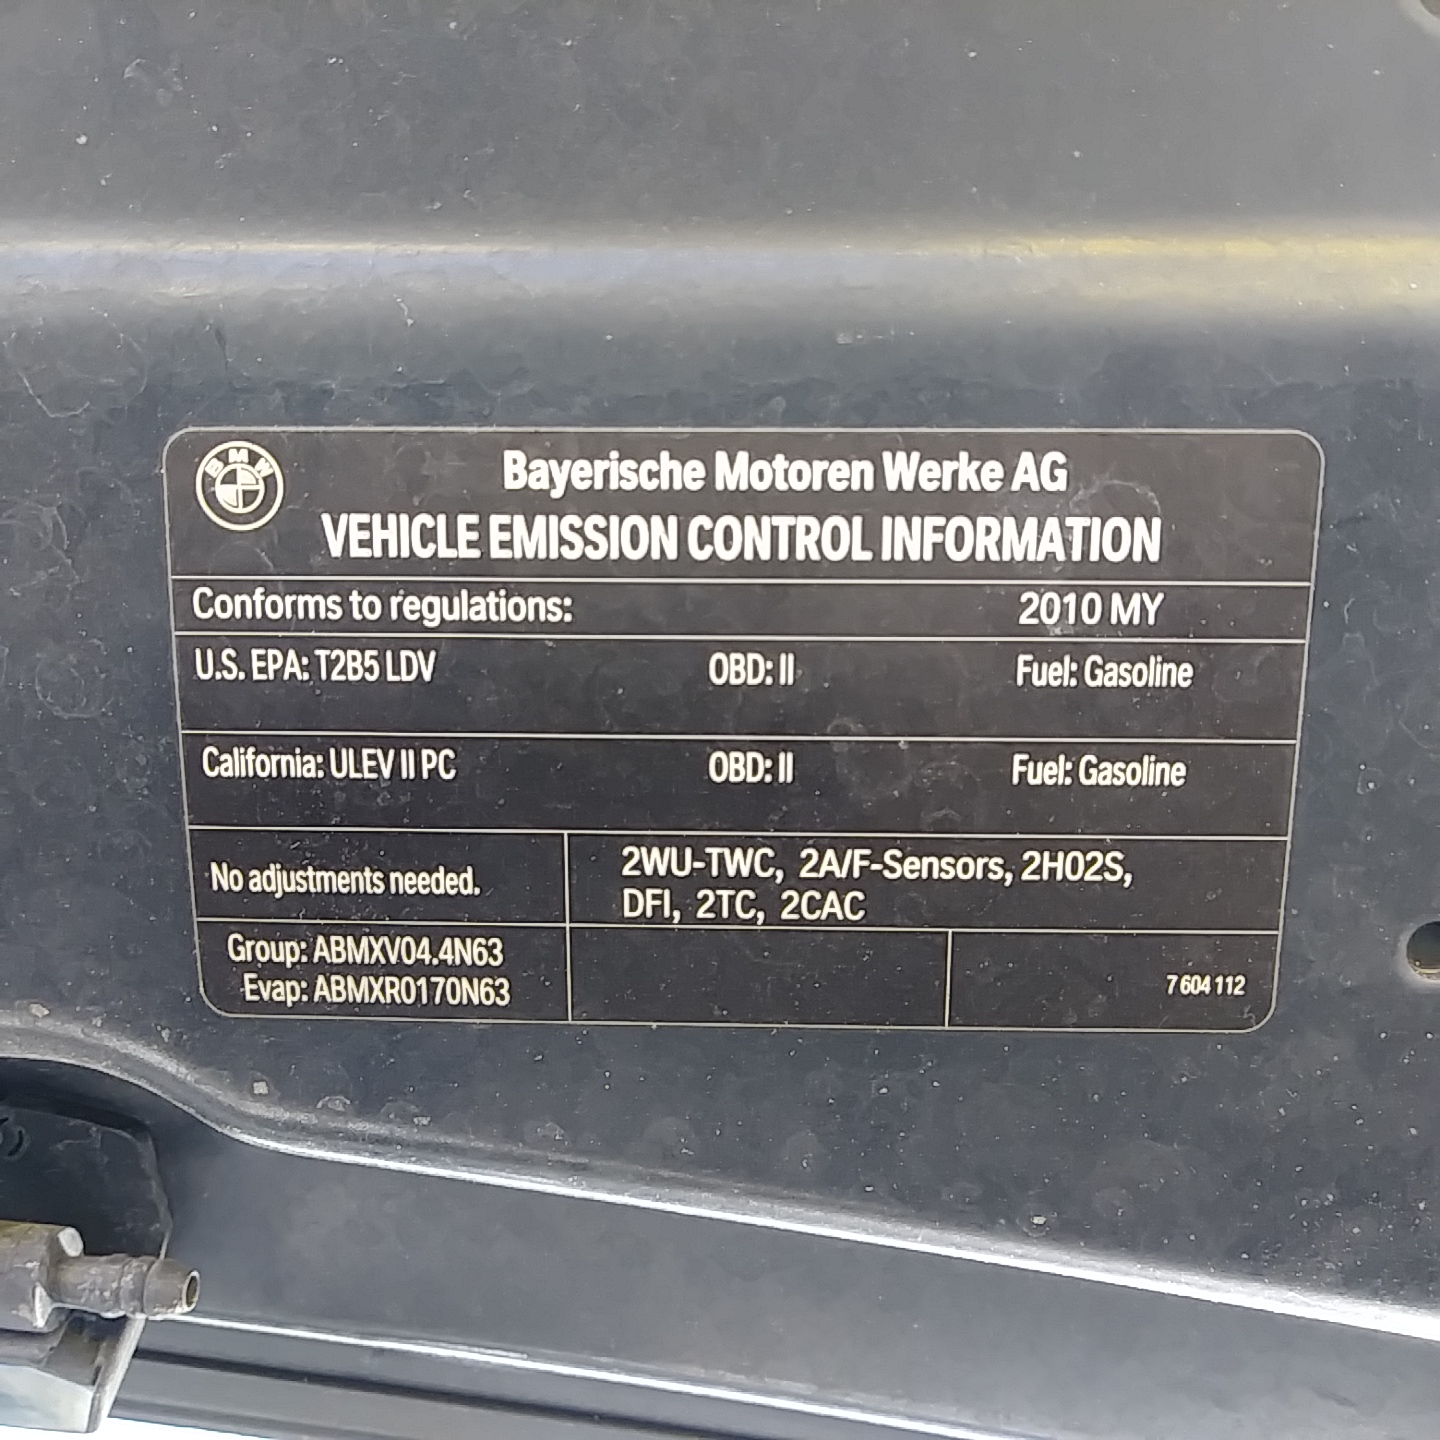 BMW
Bayerische Motoren Werke AG
VEHICLE EMISSION CONTROL INFORMATION
Conforms to regulations: 2010 MY
U.S. EPA: T2B5 LDV OBD: II Fuel: Gasoline
California: ULEV II PC OBD: II Fuel: Gasoline
No adjustments needed.
2WU-TWC, 2A/F-Sensors, 2HO2S,
DFI, 2TC, 2CAC
Group: ABMXV04.4N63
Evap: ABMXR0170N63
7 604 112